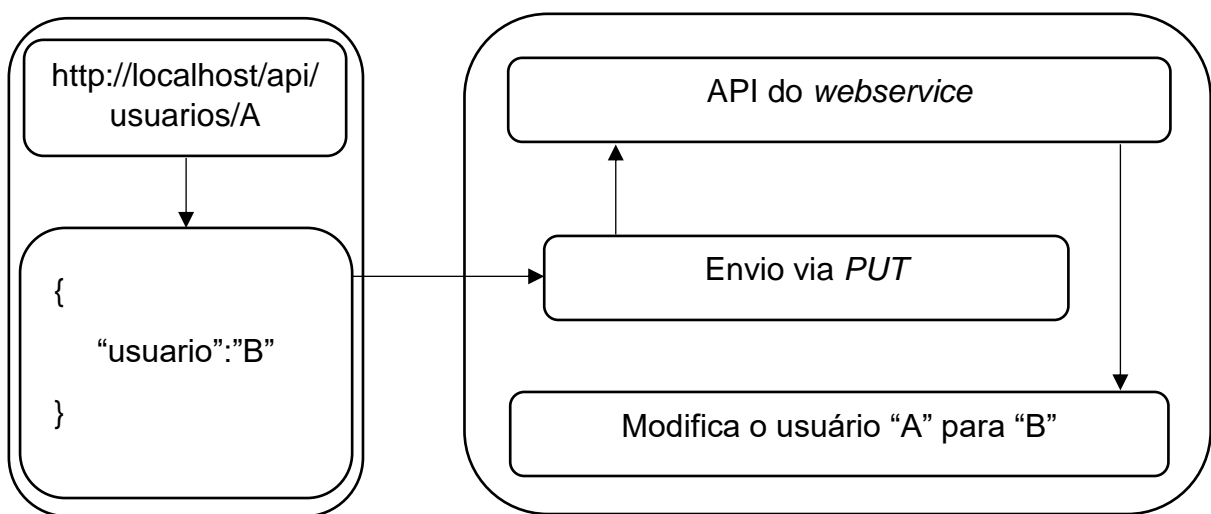 http://localhost/api/
usuarios/A
{
“usuario”:”B”
}
API do webservice
Envio via PUT
Modifica o usuário “A” para “B”